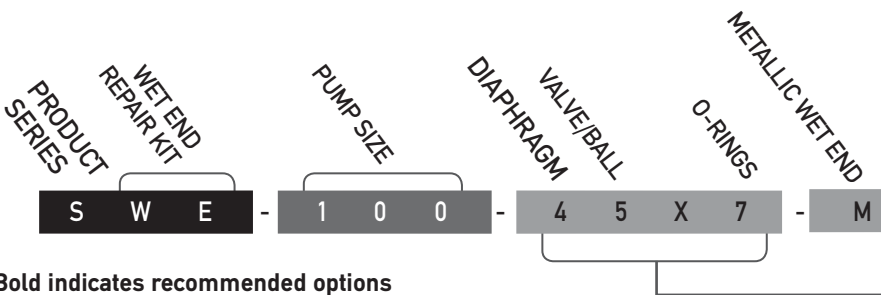 PRODUCT
SERIES
WET END
REPAIR KIT
PUMP SIZE
DIAPHRAGM
VALVE/BALL
O-RINGS
METALLIC WET END
S W E - 1 0 0 - 4 5 X 7 - M
Bold indicates recommended options